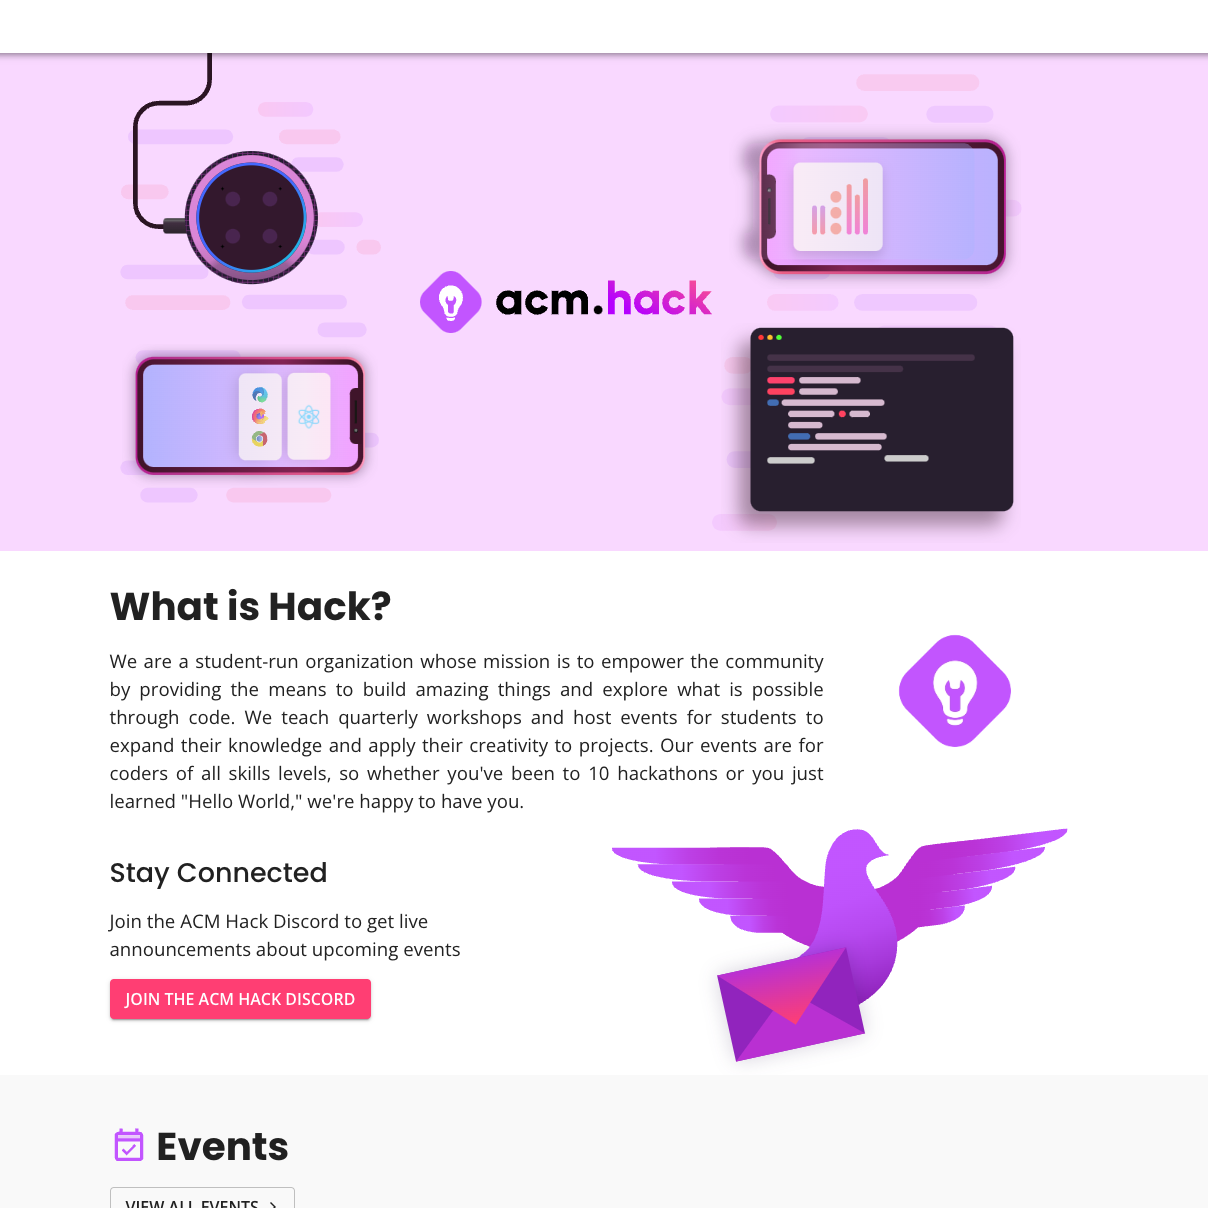 acm.hack
What is Hack?
We are a student-run organization whose mission is to empower the community
by providing the means to build amazing things and explore what is possible
through code. We teach quarterly workshops and host events for students to
expand their knowledge and apply their creativity to projects. Our events are for
coders of all skills levels, so whether you've been to 10 hackathons or you just
learned "Hello World," we're happy to have you.
Stay Connected
Join the ACM Hack Discord to get live
announcements about upcoming events
JOIN THE ACM HACK DISCORD
Events
VIEW ALL EVENTS